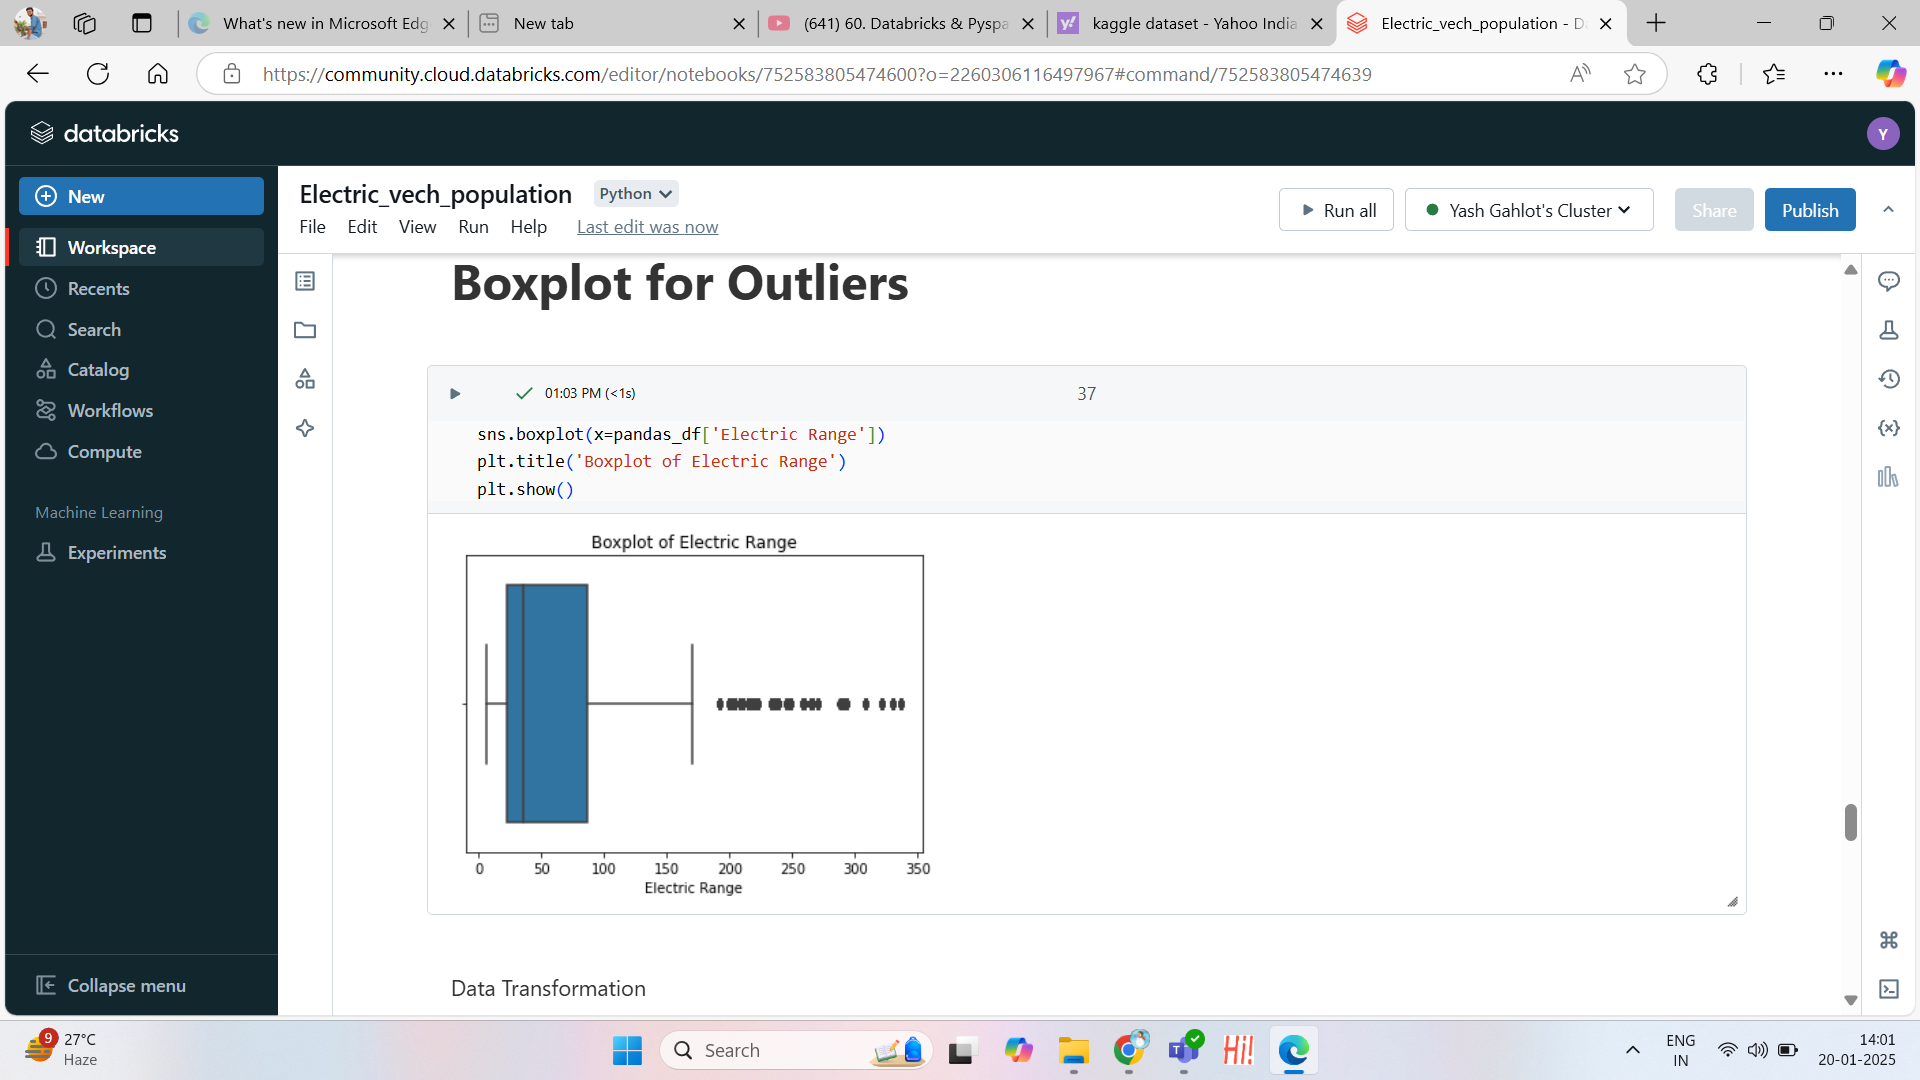 What's new in Microsoft Edg
New tab
(641) 60. Databricks & Pyspa
kaggle dataset - Yahoo India
Electric_vech_population - D
https://community.cloud.databricks.com/editor/notebooks/752583805474600?o=2260306116497967#command/752583805474639
databricks
Y
New
Workspace
Recents
Search
Catalog
Workflows
Compute
Machine Learning
Experiments
Collapse menu
Electric_vech_population
Python
File Edit View Run Help Last edit was now
Run all
Yash Gahlot's Cluster
Share
Publish
Boxplot for Outliers
01:03 PM (<1s)
37
sns.boxplot(x=pandas_df['Electric Range'])
plt.title('Boxplot of Electric Range')
plt.show()
Boxplot of Electric Range
0 50 100 150 200 250 300 350
Electric Range
Data Transformation
9
27°C
Haze
Search
Hi!
ENG
IN
14:01
20-01-2025